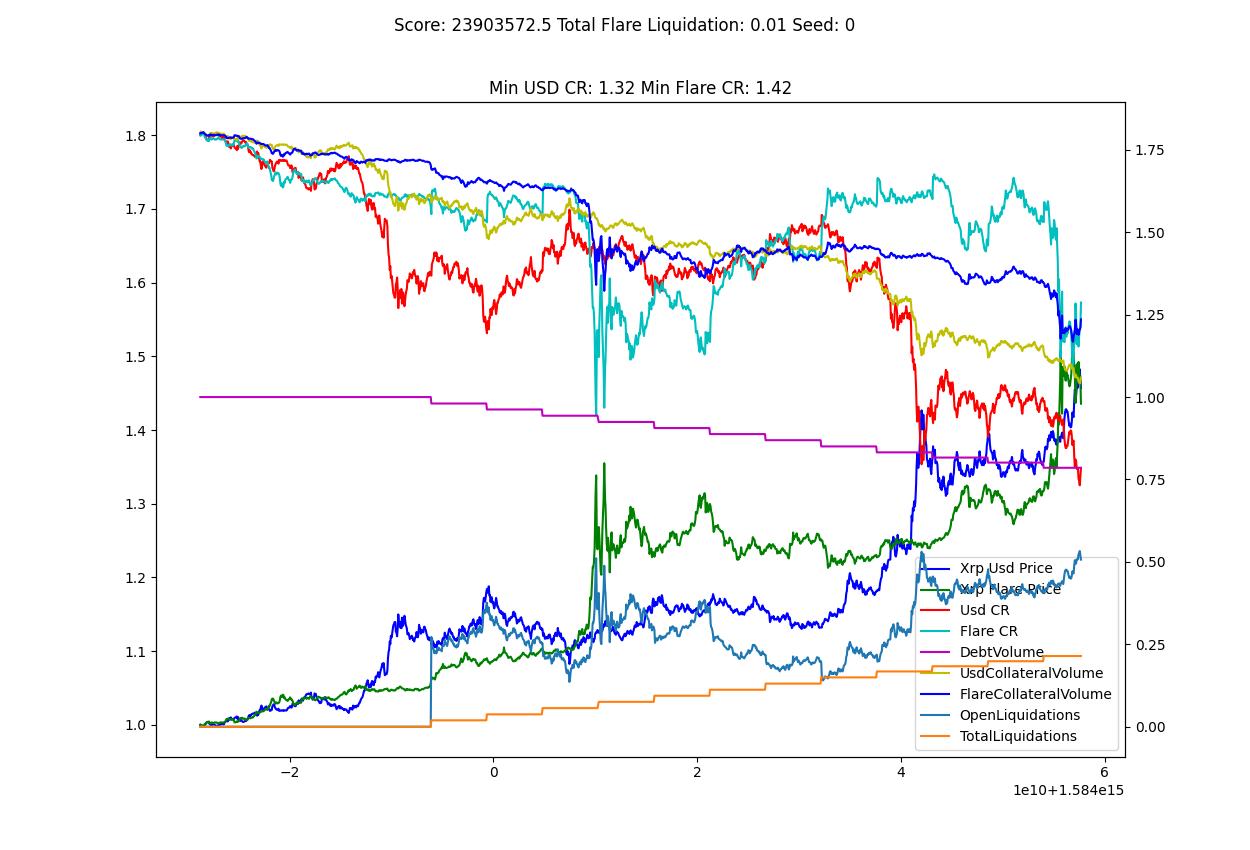 Score: 23903572.5 Total Flare Liquidation: 0.01 Seed: 0
Min USD CR: 1.32 Min Flare CR: 1.42
1.8
1.7
1.6
1.5
1.4
1.3
1.2
1.1
1.0
1.75
1.50
1.25
1.00
0.75
0.50
0.25
0.00
Xrp Usd Price
Xrp Flare Price
Usd CR
Flare CR
DebtVolume
UsdCollateralVolume
FlareCollateralVolume
OpenLiquidations
TotalLiquidations
−2 0 2 4 6
1e10+1.584e15